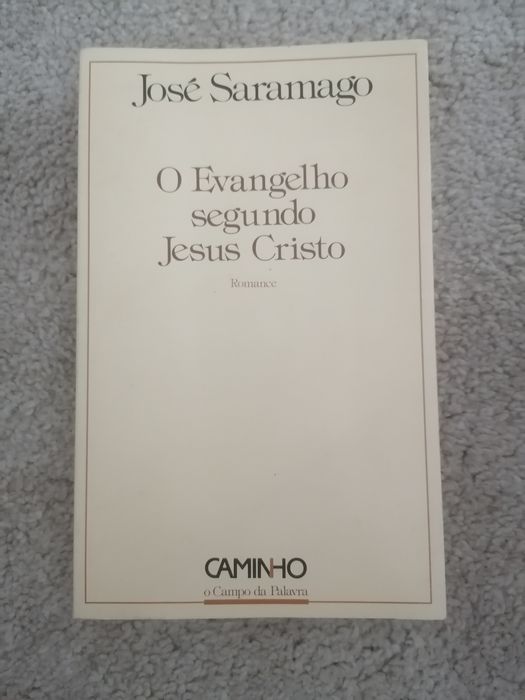 José Saramago
O Evangelho
segundo
Jesus Cristo
Romance
CAMINHO
o Campo da Palavra